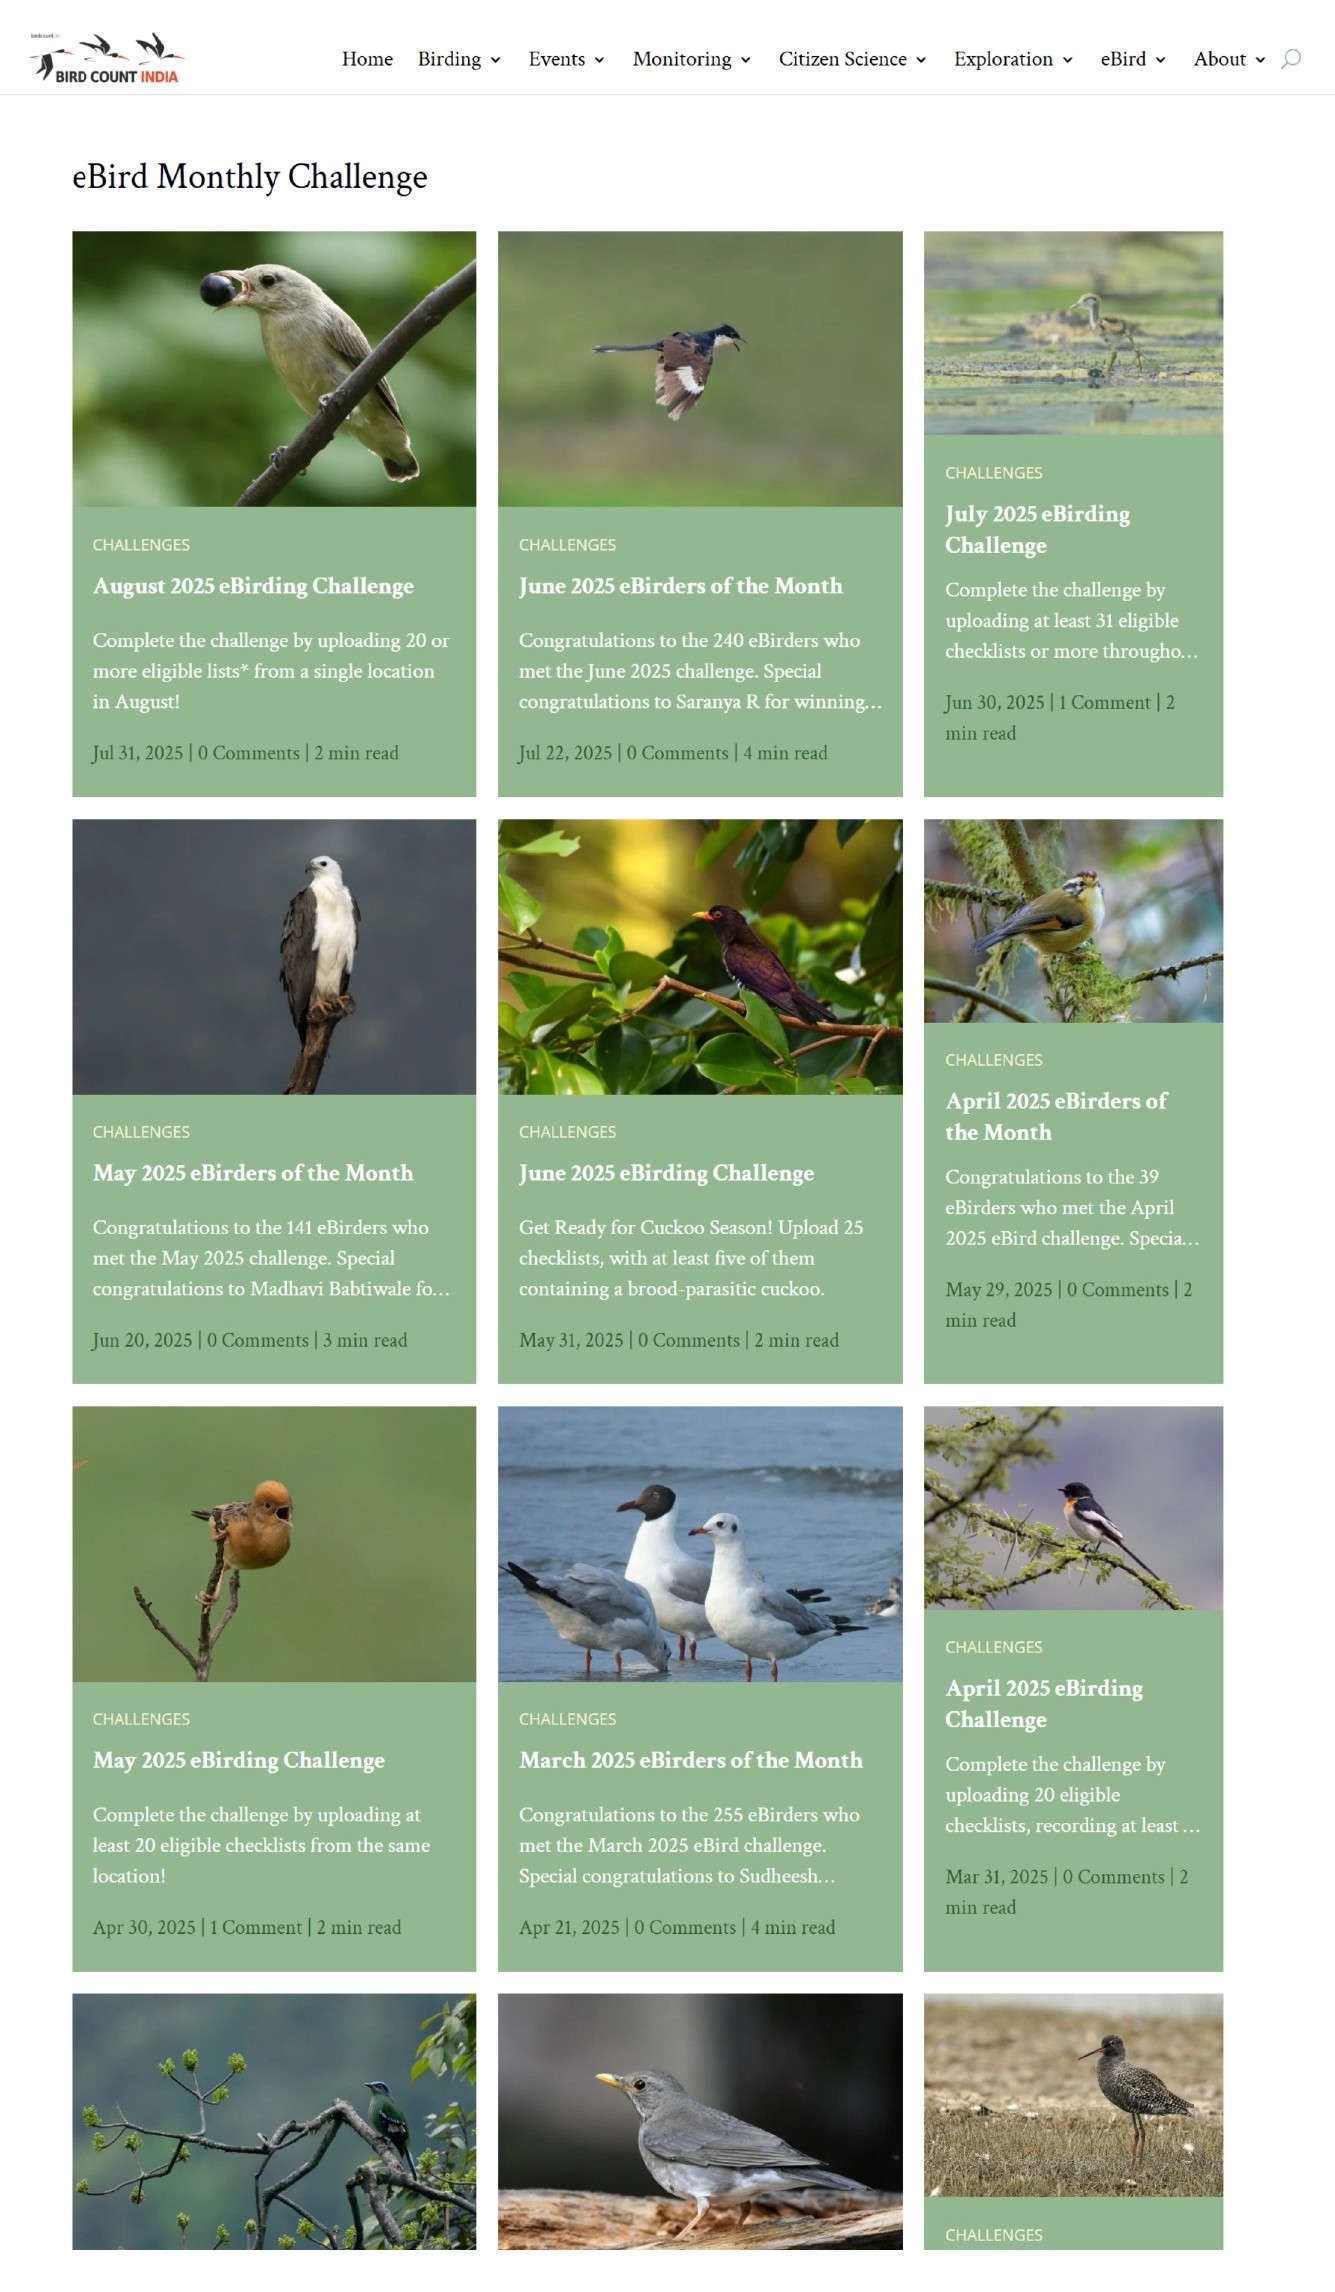 birdcount.in
BIRD COUNT INDIA
Home Birding Events Monitoring Citizen Science Exploration eBird About
eBird Monthly Challenge
CHALLENGES
August 2025 eBirding Challenge
Complete the challenge by uploading 20 or
more eligible lists* from a single location
in August!
Jul 31, 2025 | 0 Comments | 2 min read
CHALLENGES
June 2025 eBirders of the Month
Congratulations to the 240 eBirders who
met the June 2025 challenge. Special
congratulations to Saranya R for winning...
Jul 22, 2025 | 0 Comments | 4 min read
CHALLENGES
July 2025 eBirding
Challenge
Complete the challenge by
uploading at least 31 eligible
checklists or more througho...
Jun 30, 2025 | 1 Comment | 2
min read
CHALLENGES
May 2025 eBirders of the Month
Congratulations to the 141 eBirders who
met the May 2025 challenge. Special
congratulations to Madhavi Babtiwale fo...
Jun 20, 2025 | 0 Comments | 3 min read
CHALLENGES
June 2025 eBirding Challenge
Get Ready for Cuckoo Season! Upload 25
checklists, with at least five of them
containing a brood-parasitic cuckoo.
May 31, 2025 | 0 Comments | 2 min read
CHALLENGES
April 2025 eBirders of
the Month
Congratulations to the 39
eBirders who met the April
2025 eBird challenge. Specia...
May 29, 2025 | 0 Comments | 2
min read
CHALLENGES
May 2025 eBirding Challenge
Complete the challenge by uploading at
least 20 eligible checklists from the same
location!
Apr 30, 2025 | 1 Comment | 2 min read
CHALLENGES
March 2025 eBirders of the Month
Congratulations to the 255 eBirders who
met the March 2025 eBird challenge.
Special congratulations to Sudheesh...
Apr 21, 2025 | 0 Comments | 4 min read
CHALLENGES
April 2025 eBirding
Challenge
Complete the challenge by
uploading 20 eligible
checklists, recording at least ...
Mar 31, 2025 | 0 Comments | 2
min read
CHALLENGES